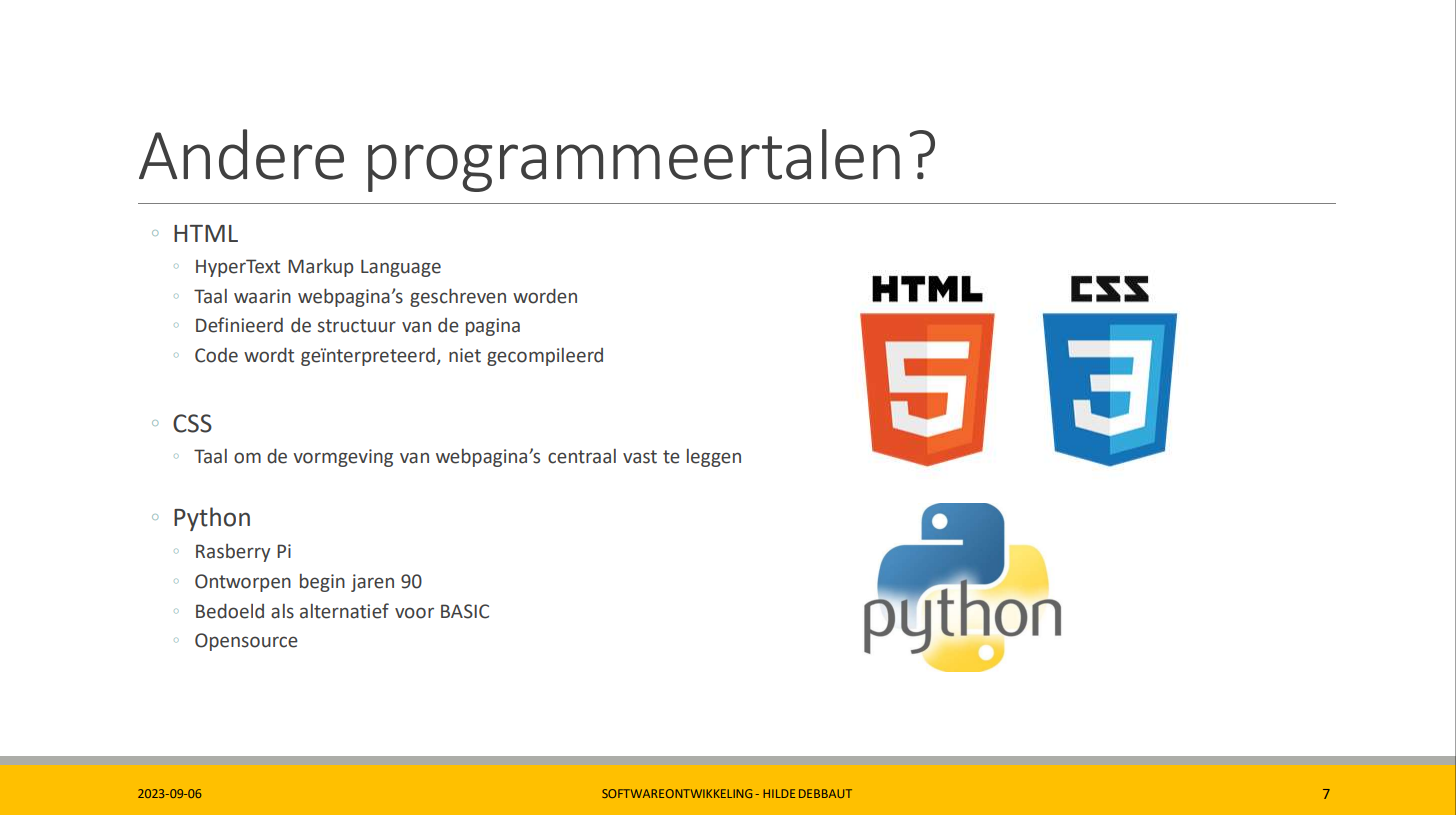 Andere programmeertalen?
HTML
HyperText Markup Language
Taal waarin webpagina’s geschreven worden
Definieerd de structuur van de pagina
Code wordt geïnterpreteerd, niet gecompileerd
CSS
Taal om de vormgeving van webpagina’s centraal vast te leggen
Python
Rasberry Pi
Ontworpen begin jaren 90
Bedoeld als alternatief voor BASIC
Opensource
HTML
5
CSS
3
python
2023-09-06
SOFTWAREONTWIKKELING - HILDE DEBBAUT
7